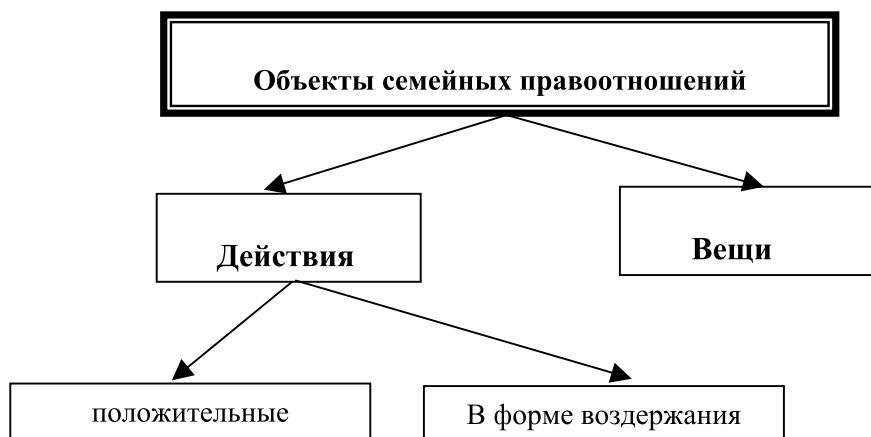 Объекты семейных правоотношений
Действия
Вещи
положительные
В форме воздержания